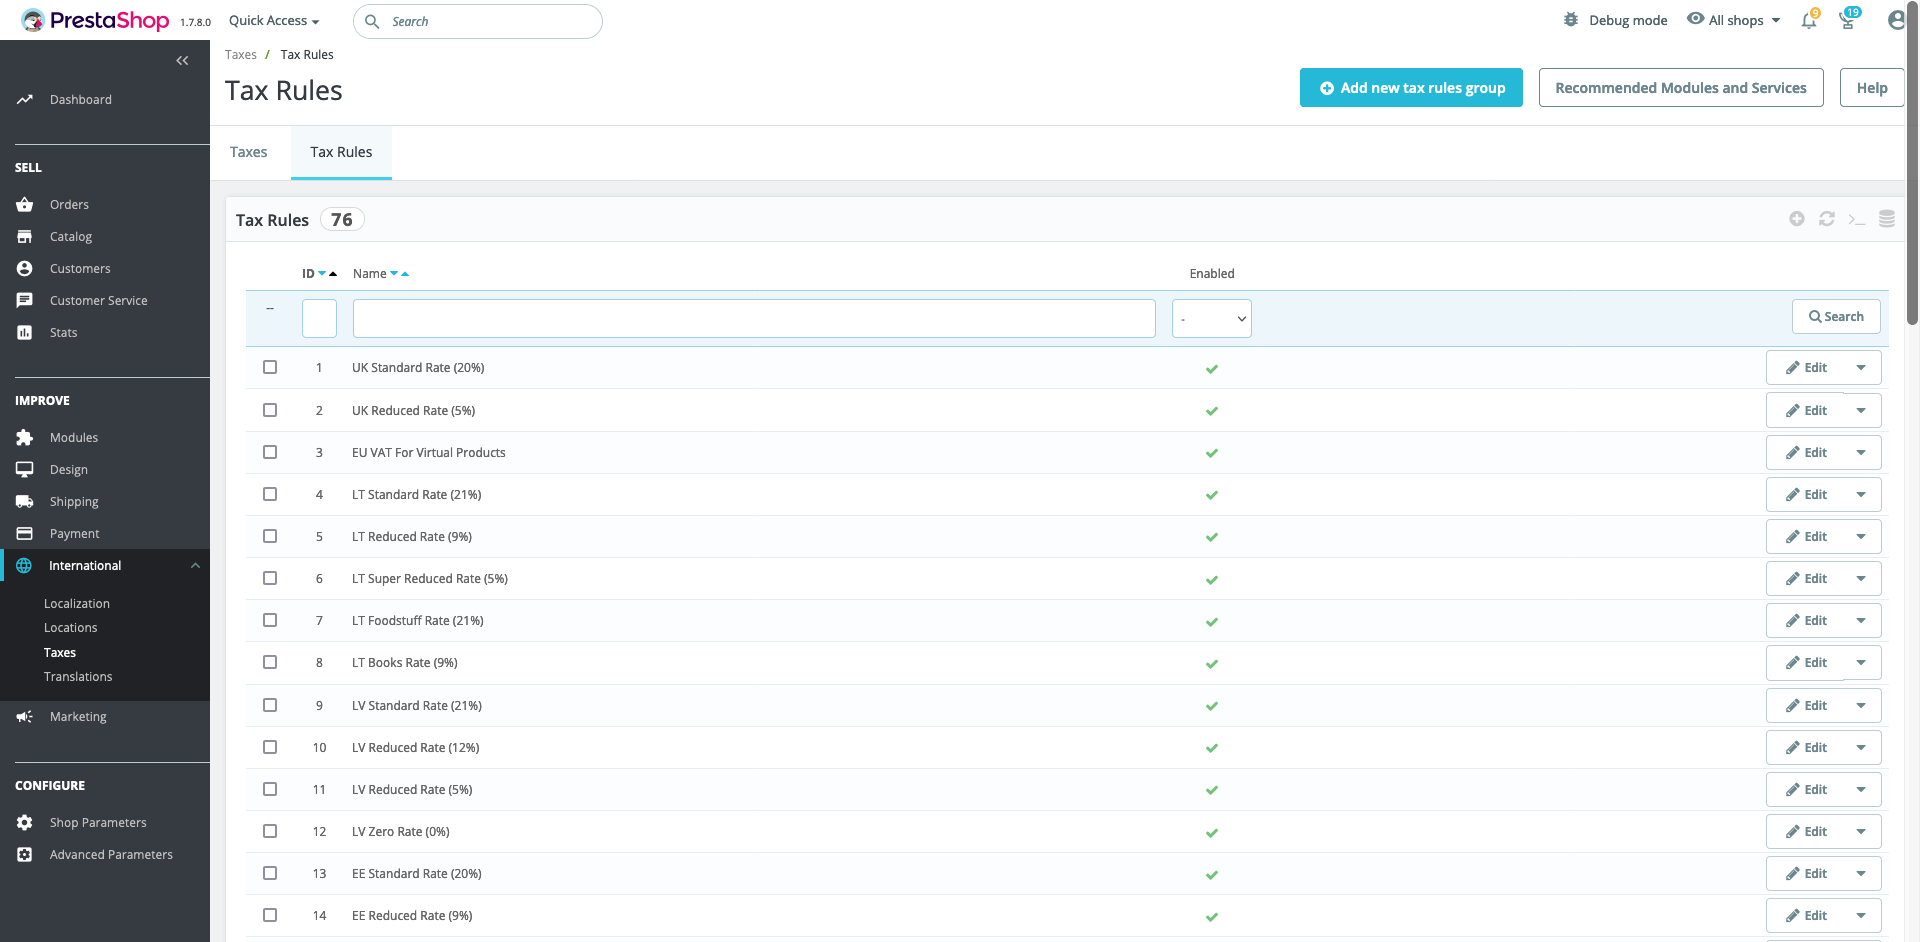 PrestaShop 1.7.8.0 Quick Access Search Debug mode All shops 9 19
Taxes / Tax Rules
Tax Rules
Add new tax rules group Recommended Modules and Services Help
Taxes Tax Rules
Dashboard
SELL
Orders
Catalog
Customers
Customer Service
Stats
IMPROVE
Modules
Design
Shipping
Payment
International
Localization
Locations
Taxes
Translations
Marketing
CONFIGURE
Shop Parameters
Advanced Parameters
Tax Rules 76
ID Name Enabled
-- - Search
1 UK Standard Rate (20%) Edit
2 UK Reduced Rate (5%) Edit
3 EU VAT For Virtual Products Edit
4 LT Standard Rate (21%) Edit
5 LT Reduced Rate (9%) Edit
6 LT Super Reduced Rate (5%) Edit
7 LT Foodstuff Rate (21%) Edit
8 LT Books Rate (9%) Edit
9 LV Standard Rate (21%) Edit
10 LV Reduced Rate (12%) Edit
11 LV Reduced Rate (5%) Edit
12 LV Zero Rate (0%) Edit
13 EE Standard Rate (20%) Edit
14 EE Reduced Rate (9%) Edit